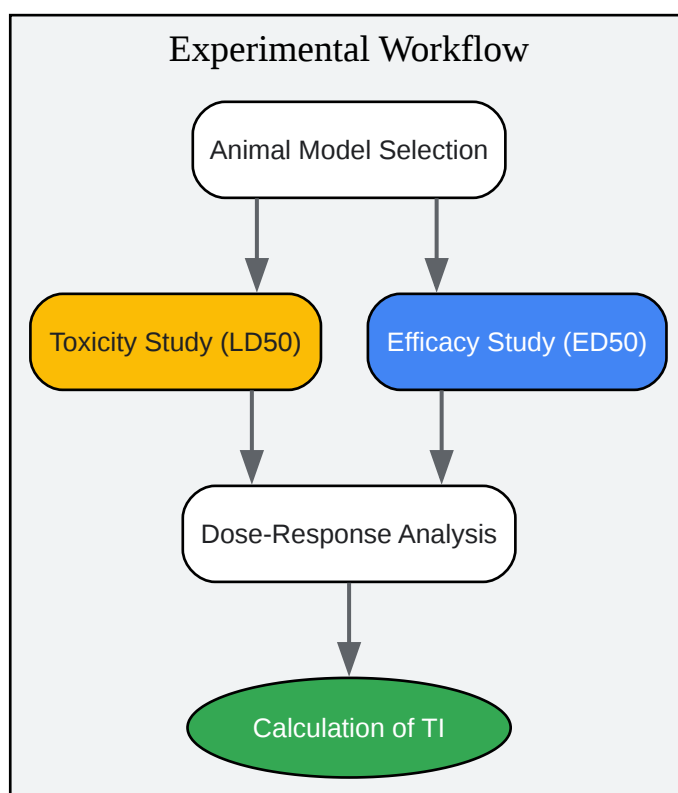 Experimental Workflow
Animal Model Selection
Toxicity Study (LD50)
Efficacy Study (ED50)
Dose-Response Analysis
Calculation of TI